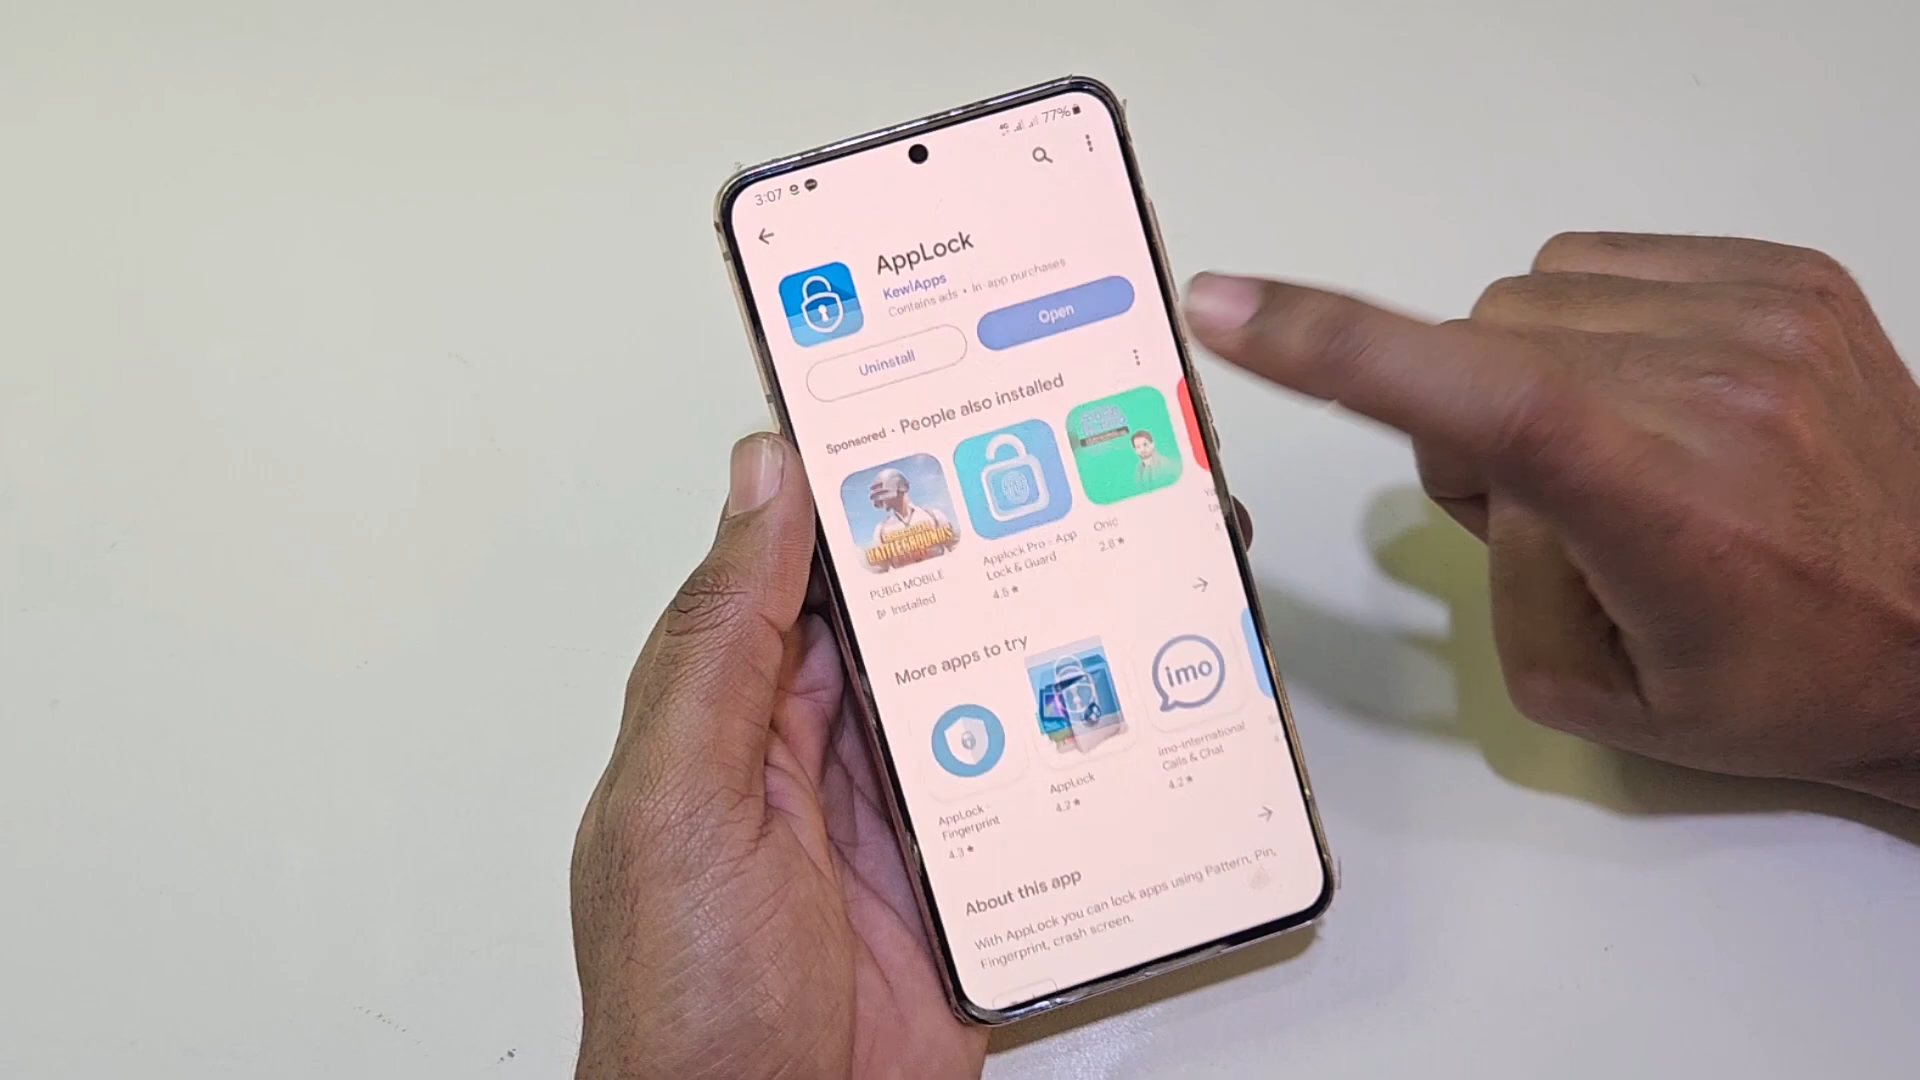 3:07
77%
AppLock
KewlApps
Contains ads • In-app purchases
Uninstall
Open
Sponsored · People also installed
BATTLEGROUNDS
PUBG MOBILE
Installed
Applock Pro - App
Lock & Guard
4.5★
Onic
2.8★
More apps to try
AppLock -
Fingerprint
4.3★
AppLock
4.2★
imo
imo-International
Calls & Chat
4.2★
About this app
With AppLock you can lock apps using Pattern, Pin,
Fingerprint, crash screen.